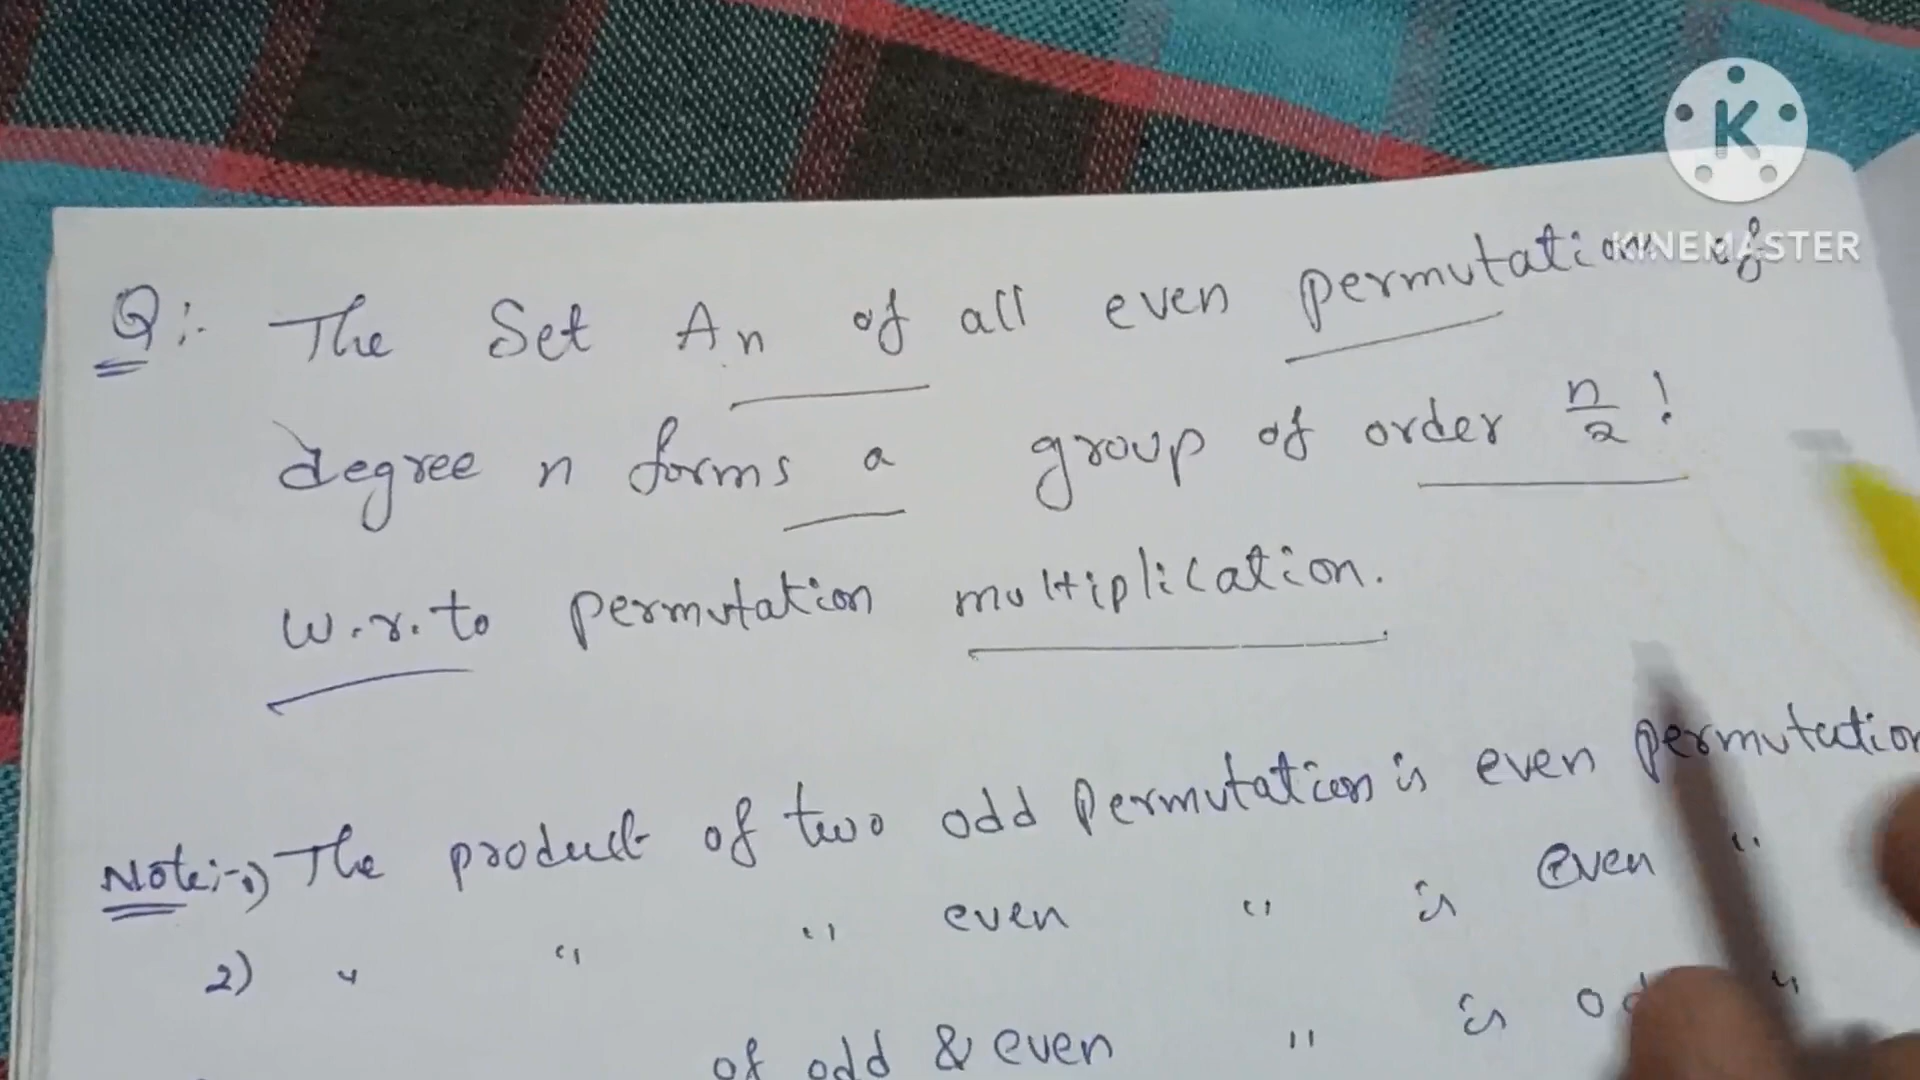 K
KINEMASTER
Q:- The Set An of all even permutation of
degree n forms a group of order n/2 !
w.r.to permutation multiplication.
Note:-1) The product of two odd permutation is even permutation
2) " " " even " is even "
of odd & even " is "